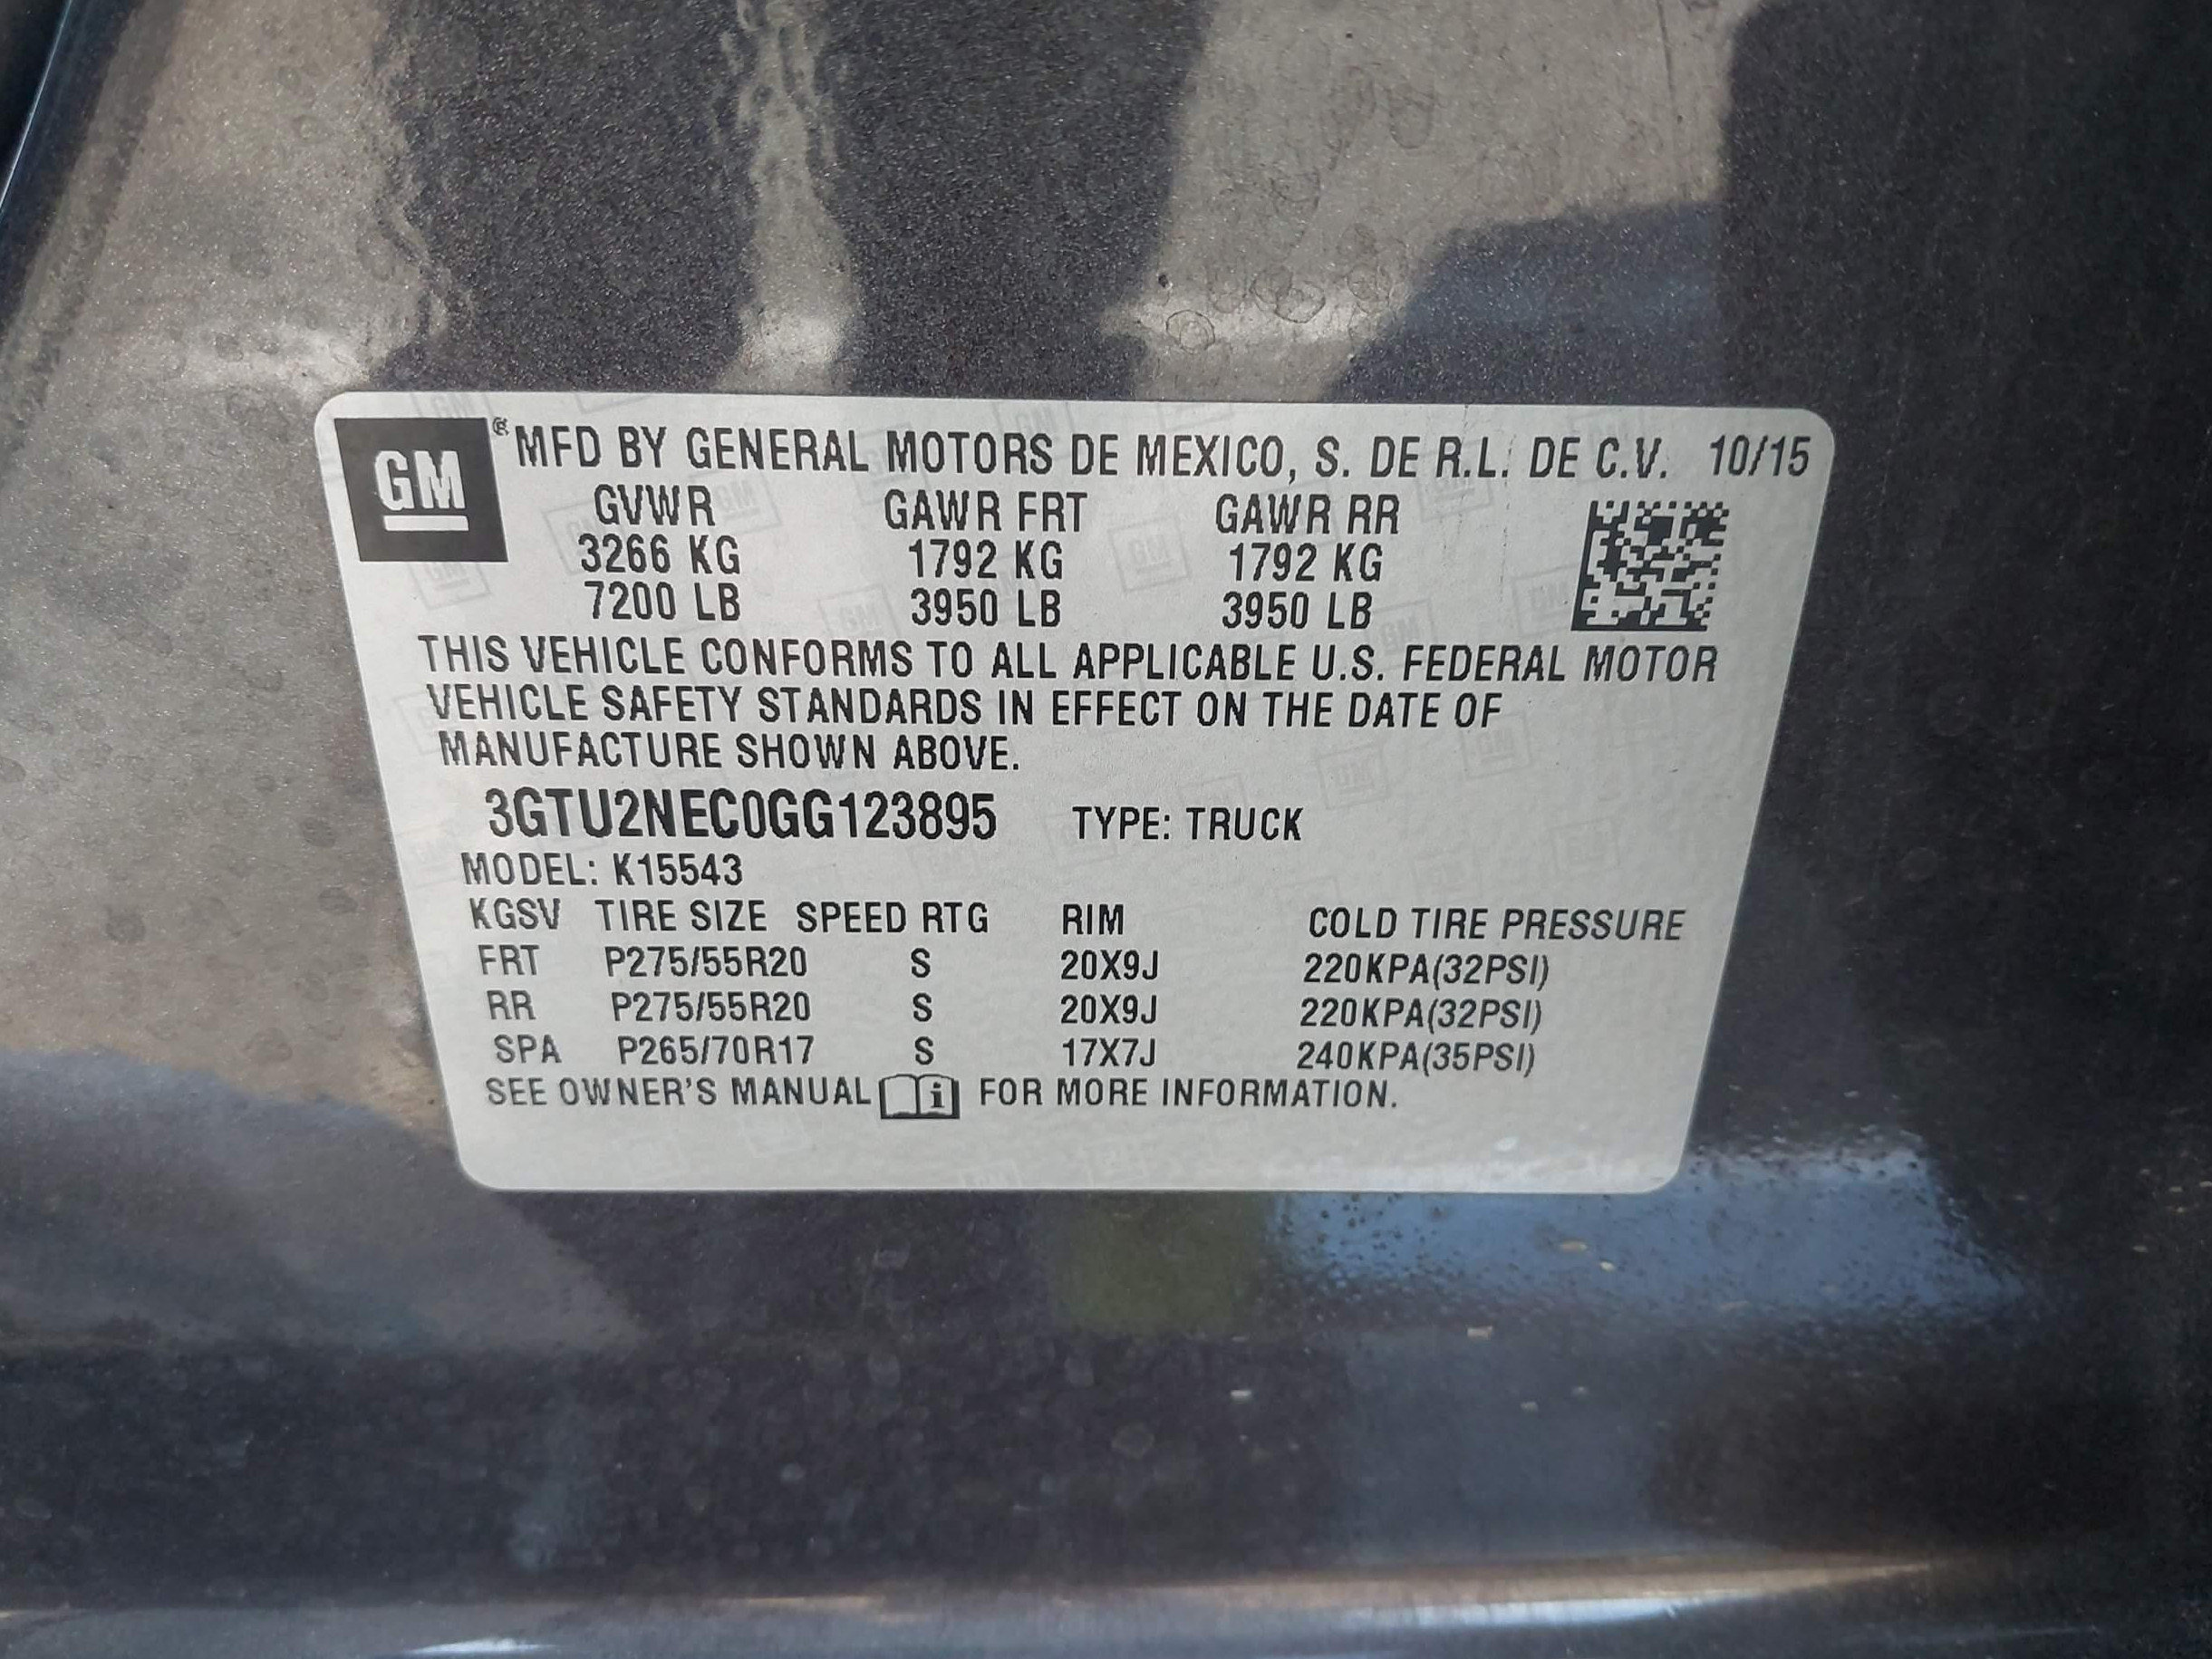 GM ® MFD BY GENERAL MOTORS DE MEXICO, S. DE R.L. DE C.V. 10/15
GVWR GAWR FRT GAWR RR
3266 KG 1792 KG 1792 KG
7200 LB 3950 LB 3950 LB
THIS VEHICLE CONFORMS TO ALL APPLICABLE U.S. FEDERAL MOTOR
VEHICLE SAFETY STANDARDS IN EFFECT ON THE DATE OF
MANUFACTURE SHOWN ABOVE.
3GTU2NEC0GG123895 TYPE: TRUCK
MODEL: K15543
KGSV TIRE SIZE SPEED RTG RIM COLD TIRE PRESSURE
FRT P275/55R20 S 20X9J 220KPA(32PSI)
RR P275/55R20 S 20X9J 220KPA(32PSI)
SPA P265/70R17 S 17X7J 240KPA(35PSI)
SEE OWNER'S MANUAL i FOR MORE INFORMATION.